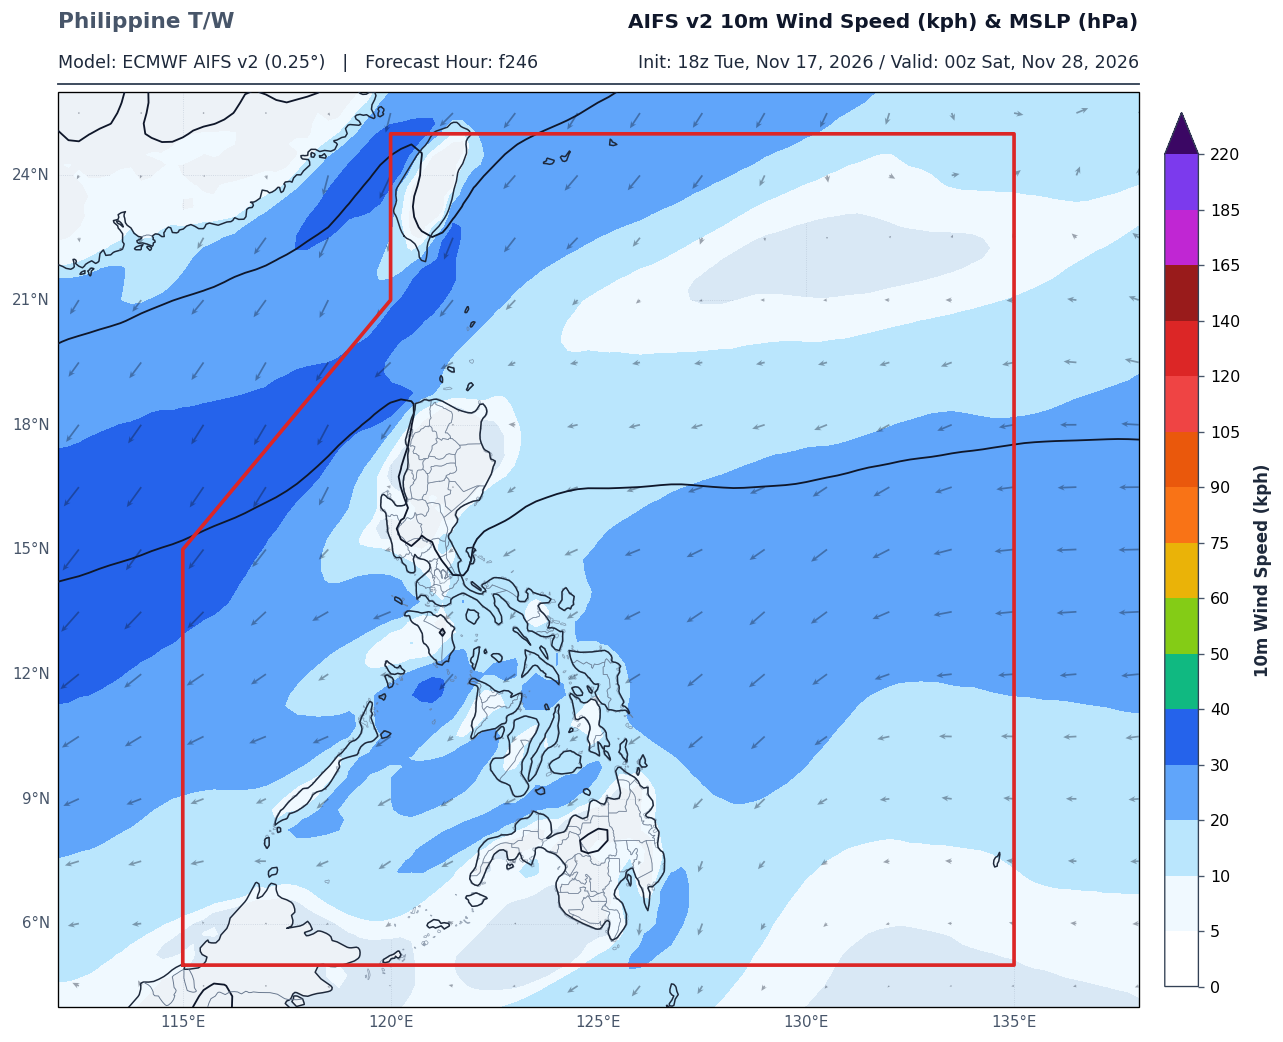 Philippine T/W
AIFS v2 10m Wind Speed (kph) & MSLP (hPa)
Model: ECMWF AIFS v2 (0.25°) | Forecast Hour: f246
Init: 18z Tue, Nov 17, 2026 / Valid: 00z Sat, Nov 28, 2026
24°N
21°N
18°N
15°N
12°N
9°N
6°N
115°E
120°E
125°E
130°E
135°E
220
185
165
140
120
105
90
75
60
50
40
30
20
10
5
0
10m Wind Speed (kph)